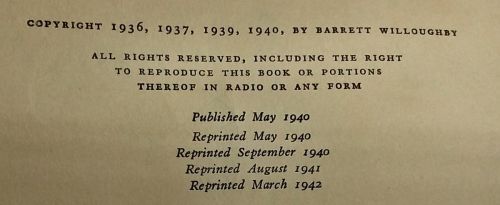 COPYRIGHT 1936, 1937, 1939, 1940, BY BARRETT WILLOUGHBY
ALL RIGHTS RESERVED, INCLUDING THE RIGHT
TO REPRODUCE THIS BOOK OR PORTIONS
THEREOF IN RADIO OR ANY FORM
Published May 1940
Reprinted May 1940
Reprinted September 1940
Reprinted August 1941
Reprinted March 1942